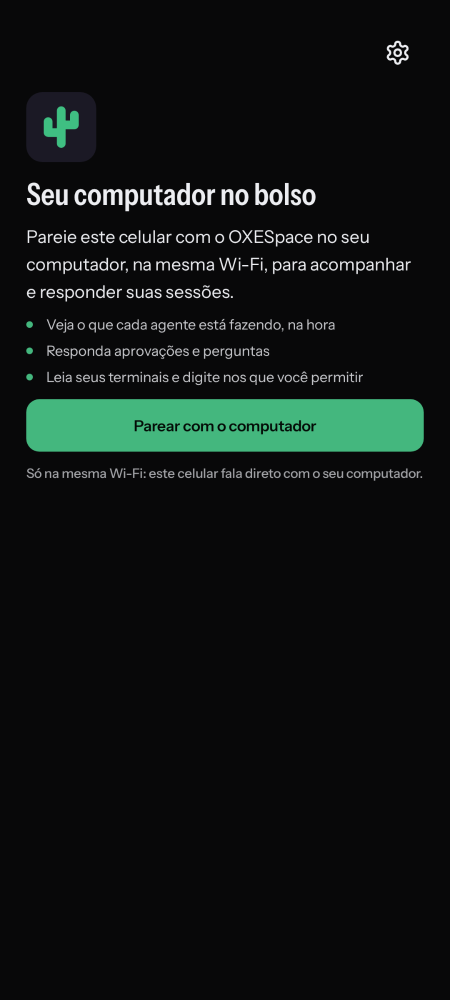 Seu computador no bolso
Pareie este celular com o OXESpace no seu
computador, na mesma Wi-Fi, para acompanhar
e responder suas sessões.
Veja o que cada agente está fazendo, na hora
Responda aprovações e perguntas
Leia seus terminais e digite nos que você permitir
Parear com o computador
Só na mesma Wi-Fi: este celular fala direto com o seu computador.